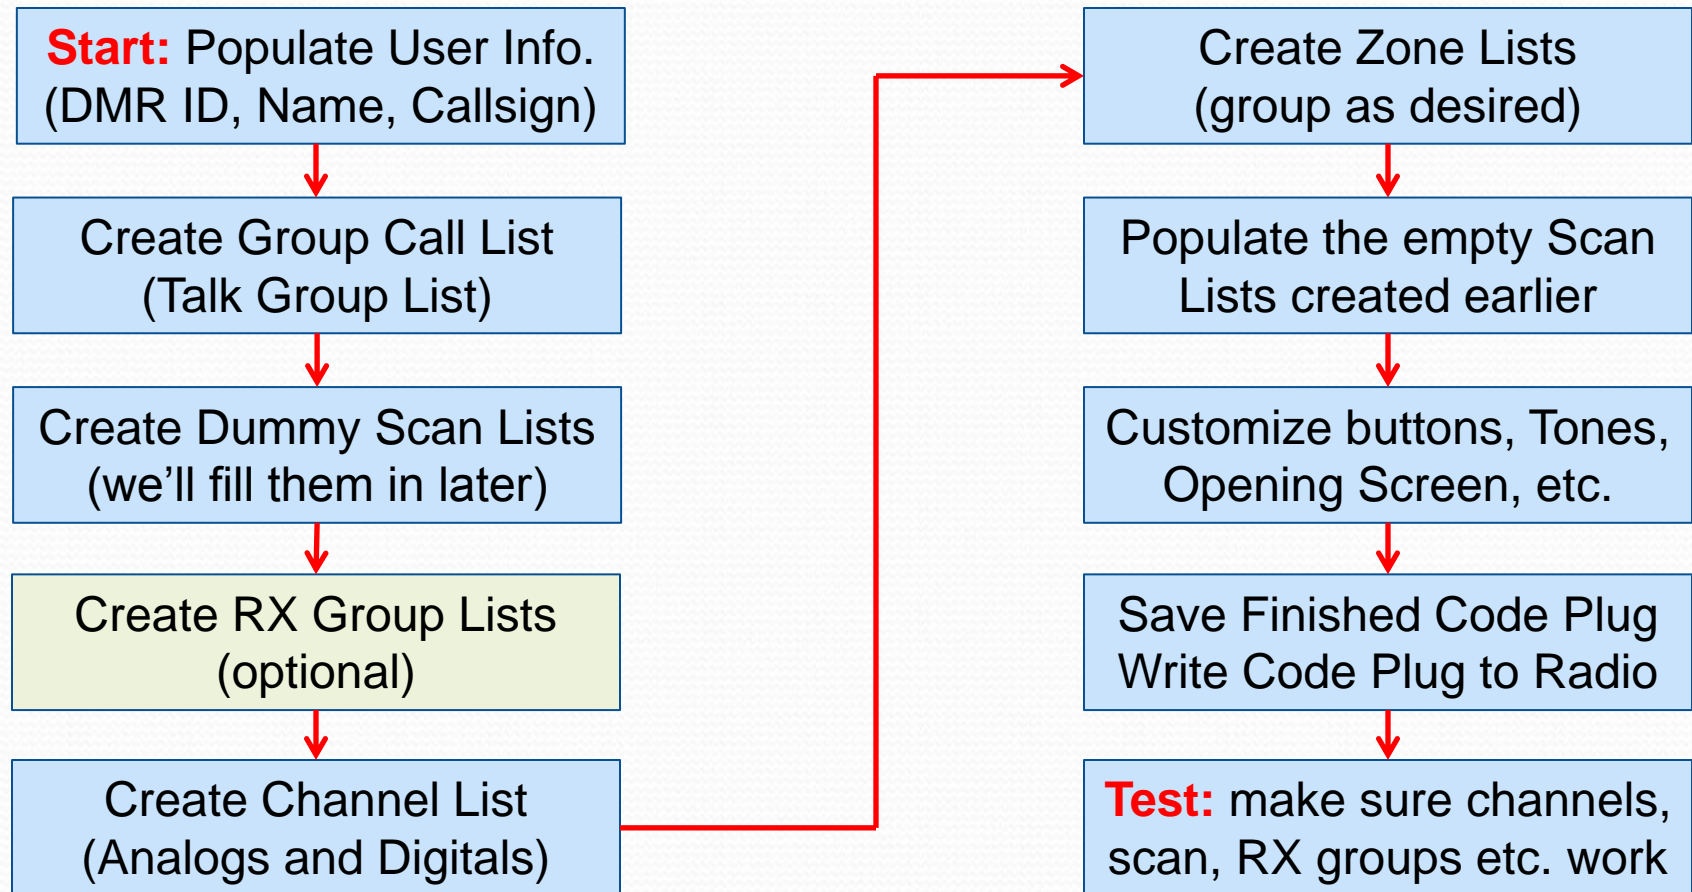 Start: Populate User Info.
(DMR ID, Name, Callsign)
Create Group Call List
(Talk Group List)
Create Dummy Scan Lists
(we’ll fill them in later)
Create RX Group Lists
(optional)
Create Channel List
(Analogs and Digitals)
Create Zone Lists
(group as desired)
Populate the empty Scan
Lists created earlier
Customize buttons, Tones,
Opening Screen, etc.
Save Finished Code Plug
Write Code Plug to Radio
Test: make sure channels,
scan, RX groups etc. work